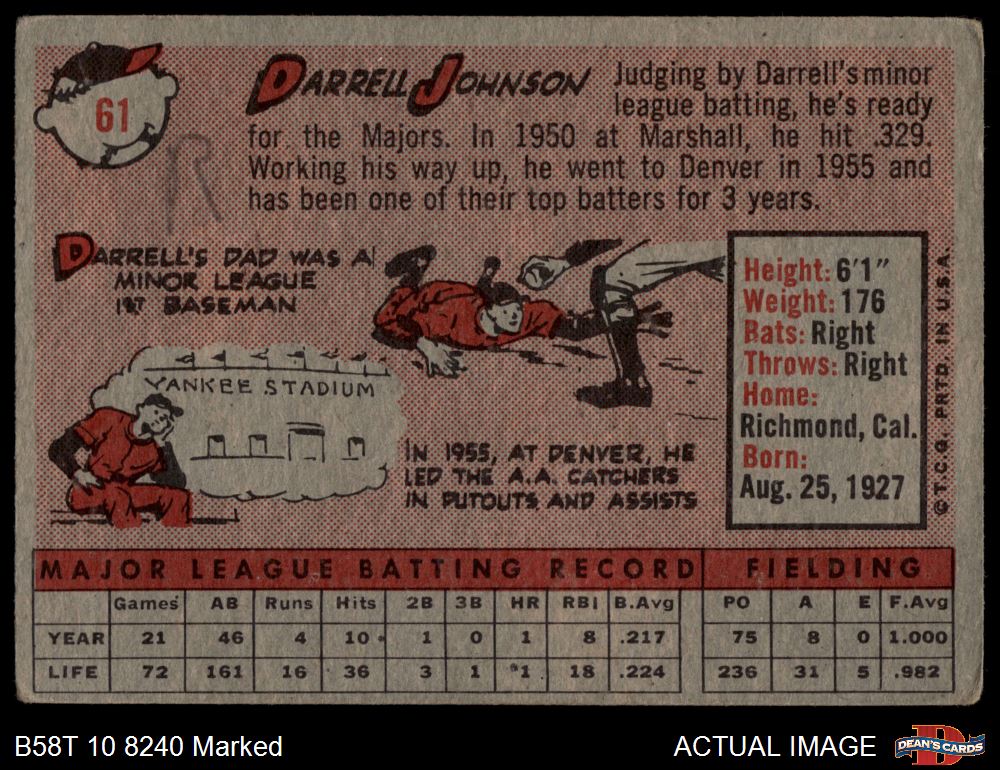 61
DARRELL JOHNSON
Judging by Darrell's minor
league batting, he's ready
for the Majors. In 1950 at Marshall, he hit .329.
Working his way up, he went to Denver in 1955 and
has been one of their top batters for 3 years.
R
DARRELL'S DAD WAS A
MINOR LEAGUE
1ST BASEMAN
YANKEE STADIUM
IN 1955, AT DENVER, HE
LED THE A.A. CATCHERS
IN PUTOUTS AND ASSISTS
Height: 6'1"
Weight: 176
Bats: Right
Throws: Right
Home:
Richmond, Cal.
Born:
Aug. 25, 1927
© T.C.G. PRTD. IN U.S.A.
MAJOR LEAGUE BATTING RECORD FIELDING
Games AB Runs Hits 2B 3B HR RBI B.Avg PO A E F.Avg
YEAR 21 46 4 10 1 0 1 8 .217 75 8 0 1.000
LIFE 72 161 16 36 3 1 1 18 .224 236 31 5 .982
B58T 10 8240 Marked
ACTUAL IMAGE
D
DEAN'S CARDS